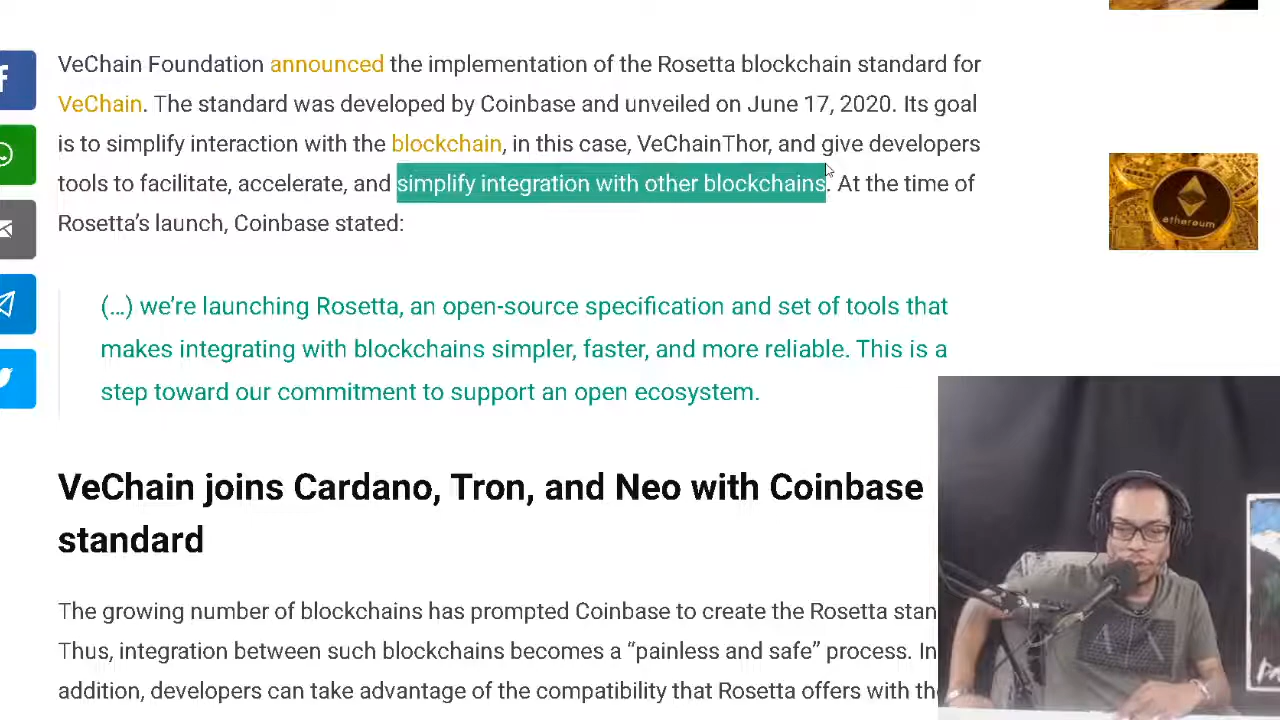 VeChain Foundation announced the implementation of the Rosetta blockchain standard for
VeChain. The standard was developed by Coinbase and unveiled on June 17, 2020. Its goal
is to simplify interaction with the blockchain, in this case, VeChainThor, and give developers
tools to facilitate, accelerate, and simplify integration with other blockchains. At the time of
Rosetta’s launch, Coinbase stated:
(…) we’re launching Rosetta, an open-source specification and set of tools that
makes integrating with blockchains simpler, faster, and more reliable. This is a
step toward our commitment to support an open ecosystem.
ethereum
VeChain joins Cardano, Tron, and Neo with Coinbase
standard
The growing number of blockchains has prompted Coinbase to create the Rosetta stan
Thus, integration between such blockchains becomes a “painless and safe” process. In
addition, developers can take advantage of the compatibility that Rosetta offers with the